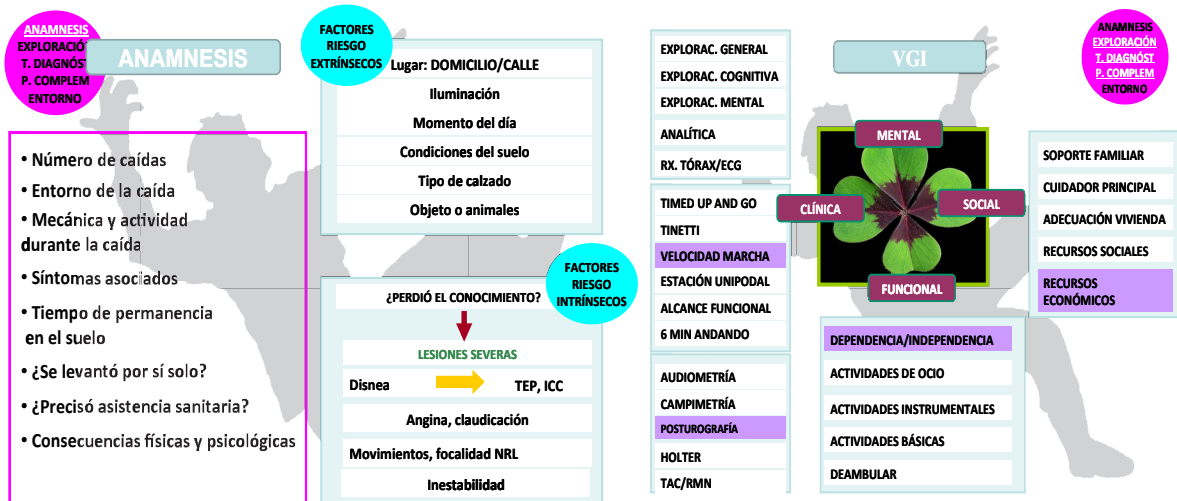 ANAMNESIS
EXPLORACIÓ
T. DIAGNÓST
P. COMPLEM
ENTORNO
ANAMNESIS
• Número de caídas
• Entorno de la caída
• Mecánica y actividad
durante la caída
• Síntomas asociados
• Tiempo de permanencia
en el suelo
• ¿Se levantó por sí solo?
• ¿Precisó asistencia sanitaria?
• Consecuencias físicas y psicológicas
FACTORES
RIESGO
EXTRÍNSECOS
Lugar: DOMICILIO/CALLE
Iluminación
Momento del día
Condiciones del suelo
Tipo de calzado
Objeto o animales
FACTORES
RIESGO
INTRÍNSECOS
¿PERDIÓ EL CONOCIMIENTO?
LESIONES SEVERAS
Disnea TEP, ICC
Angina, claudicación
Movimientos, focalidad NRL
Inestabilidad
EXPLORAC. GENERAL
EXPLORAC. COGNITIVA
EXPLORAC. MENTAL
ANALÍTICA
RX. TÓRAX/ECG
TIMED UP AND GO
TINETTI
VELOCIDAD MARCHA
ESTACIÓN UNIPODAL
ALCANCE FUNCIONAL
6 MIN ANDANDO
AUDIOMETRÍA
CAMPIMETRÍA
POSTUROGRAFÍA
HOLTER
TAC/RMN
VGI
MENTAL
CLÍNICA
SOCIAL
FUNCIONAL
DEPENDENCIA/INDEPENDENCIA
ACTIVIDADES DE OCIO
ACTIVIDADES INSTRUMENTALES
ACTIVIDADES BÁSICAS
DEAMBULAR
ANAMNESIS
EXPLORACIÓN
T. DIAGNÓST
P. COMPLEM
ENTORNO
SOPORTE FAMILIAR
CUIDADOR PRINCIPAL
ADECUACIÓN VIVIENDA
RECURSOS SOCIALES
RECURSOS
ECONÓMICOS